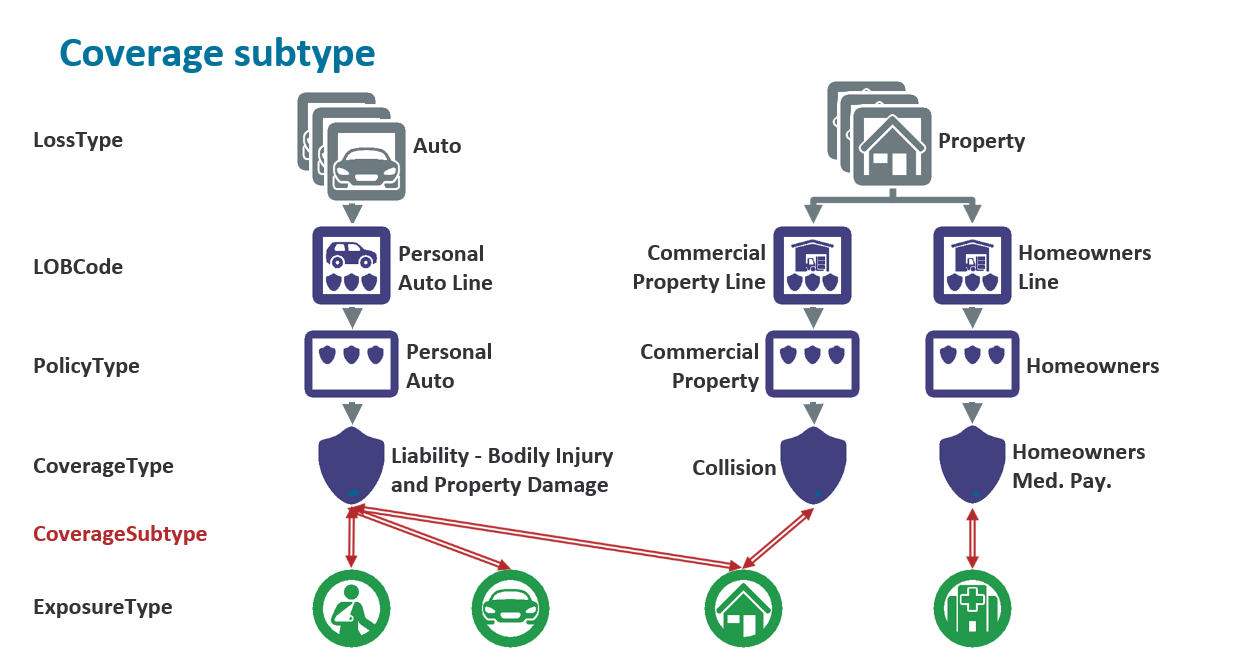 Coverage subtype
LossType
Auto
Property
LOBCode
Personal
Auto Line
Commercial
Property Line
Homeowners
Line
PolicyType
Personal
Auto
Commercial
Property
Homeowners
CoverageType
Liability - Bodily Injury
and Property Damage
Collision
Homeowners
Med. Pay.
CoverageSubtype
ExposureType